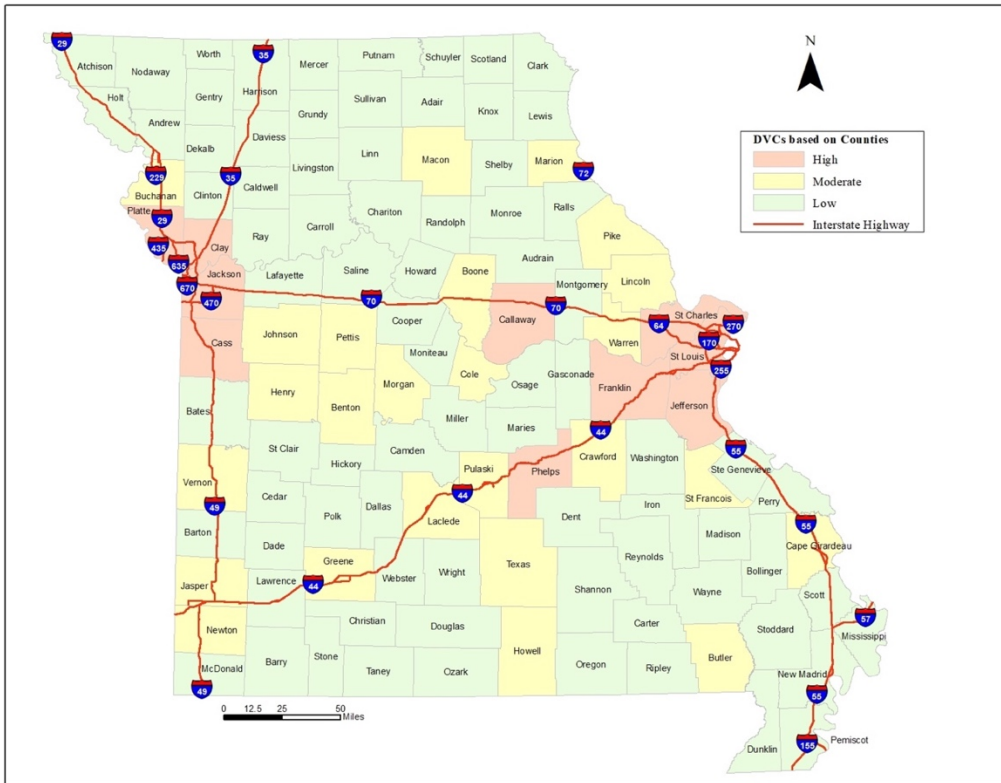 N
DVCs based on Counties
High
Moderate
Low
Interstate Highway
29
35
Atchison
Nodaway
Worth
Harrison
Mercer
Putnam
Schuyler
Scotland
Clark
Holt
Gentry
Sullivan
Adair
Knox
Lewis
Andrew
Daviess
Grundy
Dekalb
Livingston
Linn
Macon
Shelby
Marion
72
229
35
Buchanan
Clinton
Caldwell
Platte
29
Chariton
Randolph
Monroe
Ralls
Ray
Carroll
Pike
435
Clay
635
Audrain
Jackson
Lafayette
Saline
Howard
Boone
Montgomery
Lincoln
670
470
70
70
Callaway
Cooper
64
St Charles
270
170
Johnson
Pettis
Warren
Cass
Moniteau
St Louis
255
Cole
Osage
Gasconade
Franklin
Henry
Morgan
Jefferson
Benton
Miller
Bates
Maries
44
55
St Clair
Camden
Crawford
Washington
Ste Genevieve
Hickory
Pulaski
Phelps
Vernon
44
St Francois
Perry
49
Cedar
Dallas
Iron
Polk
Laclede
Dent
55
Barton
Madison
Cape Girardeau
Dade
Reynolds
Greene
Texas
Bollinger
Jasper
Lawrence
44
Webster
Wright
Shannon
Wayne
Scott
57
Newton
Christian
Douglas
Carter
Stoddard
Mississippi
McDonald
Barry
Stone
Taney
Ozark
Howell
Oregon
Ripley
Butler
New Madrid
49
55
0 12.5 25 50
Miles
155
Pemiscot
Dunklin